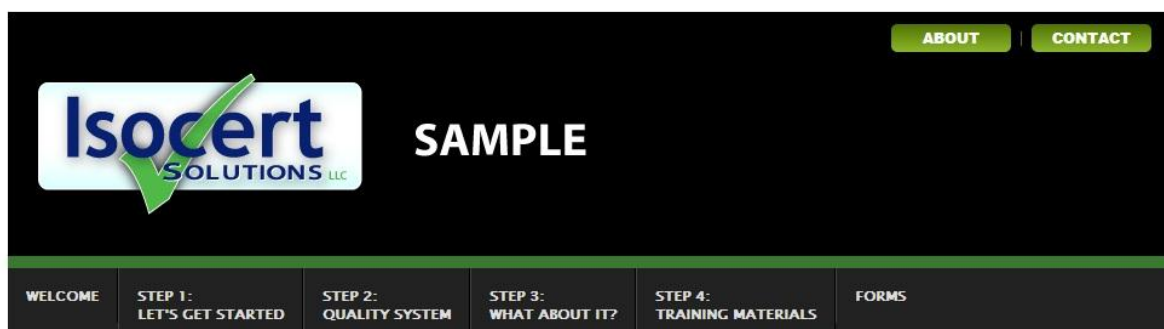 ABOUT
CONTACT
Isocert
SOLUTIONS LLC
SAMPLE
WELCOME
STEP 1:
LET'S GET STARTED
STEP 2:
QUALITY SYSTEM
STEP 3:
WHAT ABOUT IT?
STEP 4:
TRAINING MATERIALS
FORMS